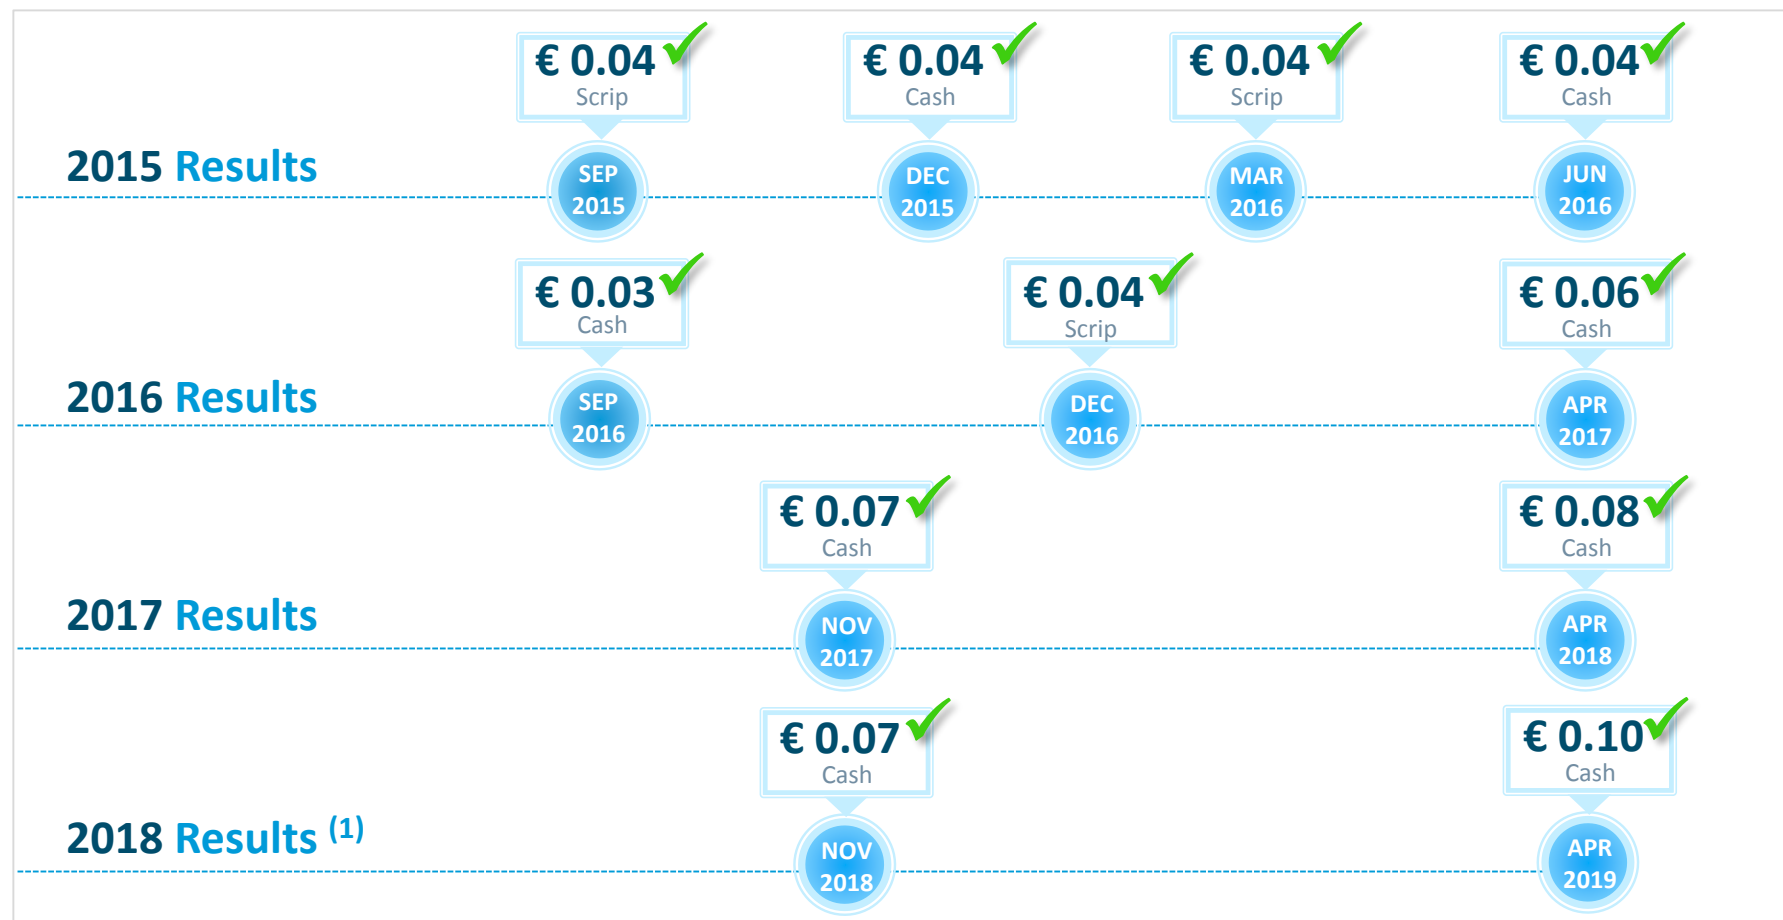 € 0.04
Scrip
€ 0.04
Cash
€ 0.04
Scrip
€ 0.04
Cash
2015 Results
SEP
2015
DEC
2015
MAR
2016
JUN
2016
€ 0.03
Cash
€ 0.04
Scrip
€ 0.06
Cash
2016 Results
SEP
2016
DEC
2016
APR
2017
€ 0.07
Cash
€ 0.08
Cash
2017 Results
NOV
2017
APR
2018
€ 0.07
Cash
€ 0.10
Cash
2018 Results (1)
NOV
2018
APR
2019